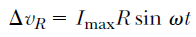 Δv_R = I_max R sin ωt